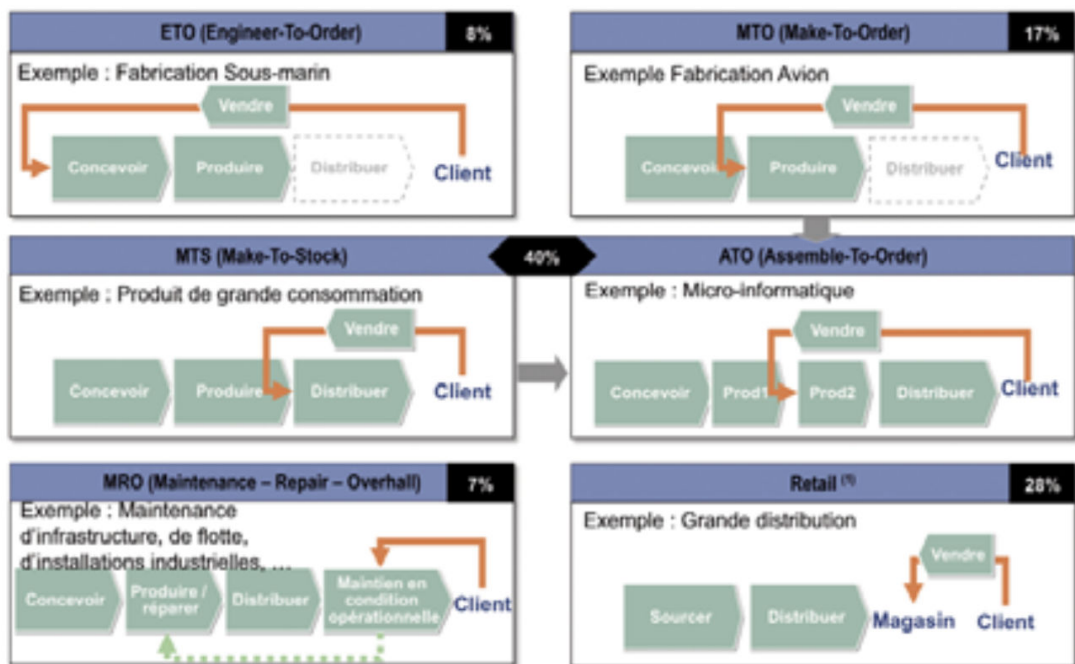 ETO (Engineer-To-Order)
8%
Exemple : Fabrication Sous-marin
Vendre
Concevoir
Produire
Distribuer
Client
MTO (Make-To-Order)
17%
Exemple Fabrication Avion
Vendre
Concevoir
Produire
Distribuer
Client
MTS (Make-To-Stock)
40%
Exemple : Produit de grande consommation
Vendre
Concevoir
Produire
Distribuer
Client
ATO (Assemble-To-Order)
Exemple : Micro-informatique
Vendre
Concevoir
Prod1
Prod2
Distribuer
Client
MRO (Maintenance – Repair – Overhall)
7%
Exemple : Maintenance
d'infrastructure, de flotte,
d'installations industrielles, …
Concevoir
Produire /
réparer
Distribuer
Maintien en
condition
opérationnelle
Client
Retail (1)
28%
Exemple : Grande distribution
Vendre
Sourcer
Distribuer
Magasin
Client